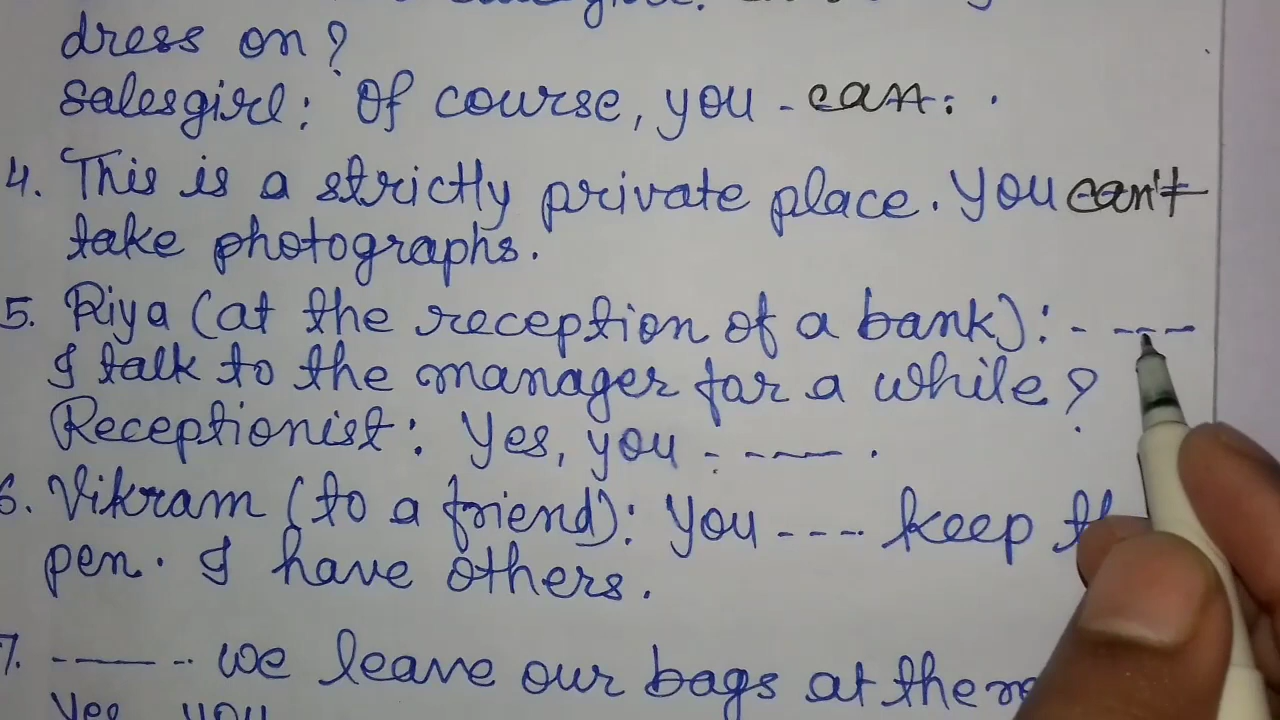 dress on?
Salesgirl: Of course, you - can. .
4. This is a strictly private place. You can't
take photographs.
5. Riya (at the reception of a bank): - ---
I talk to the manager for a while?
Receptionist: Yes, you - --- .
6. Vikram (to a friend): You ---- keep
pen. I have others.
7. ---- -- we leave our bags at the
Yes you